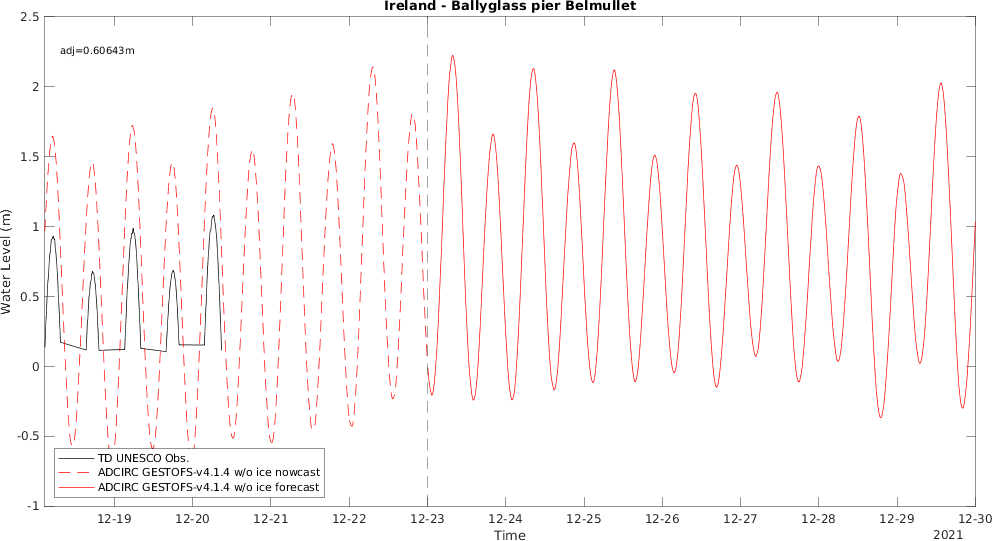 Ireland - Ballyglass pier Belmullet
adj=0.60643m
2.5
2
1.5
1
0.5
0
-0.5
-1
Water Level (m)
TD UNESCO Obs.
ADCIRC GESTOFS-v4.1.4 w/o ice nowcast
ADCIRC GESTOFS-v4.1.4 w/o ice forecast
12-19 12-20 12-21 12-22 12-23 12-24 12-25 12-26 12-27 12-28 12-29 12-30
Time
2021